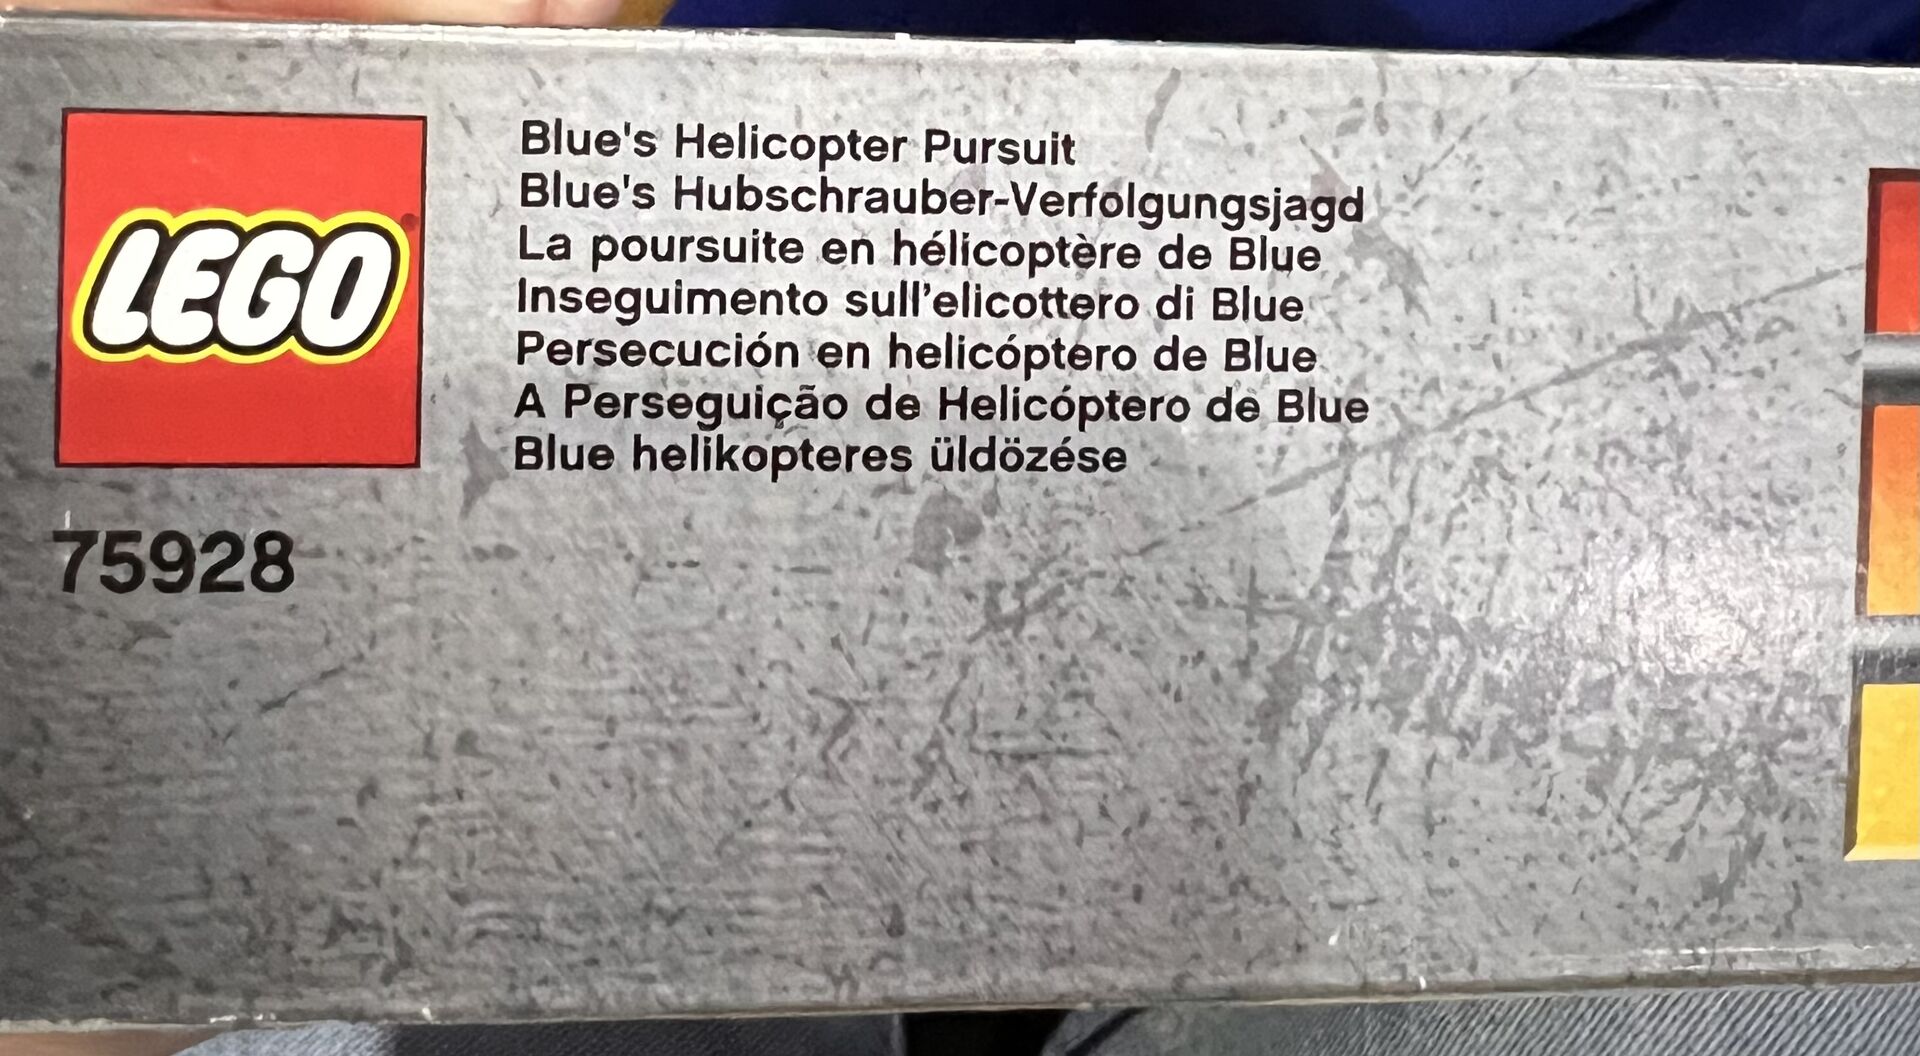 LEGO
Blue's Helicopter Pursuit
Blue's Hubschrauber-Verfolgungsjagd
La poursuite en hélicoptère de Blue
Inseguimento sull'elicottero di Blue
Persecución en helicóptero de Blue
A Perseguição de Helicóptero de Blue
Blue helikopteres üldözése
75928